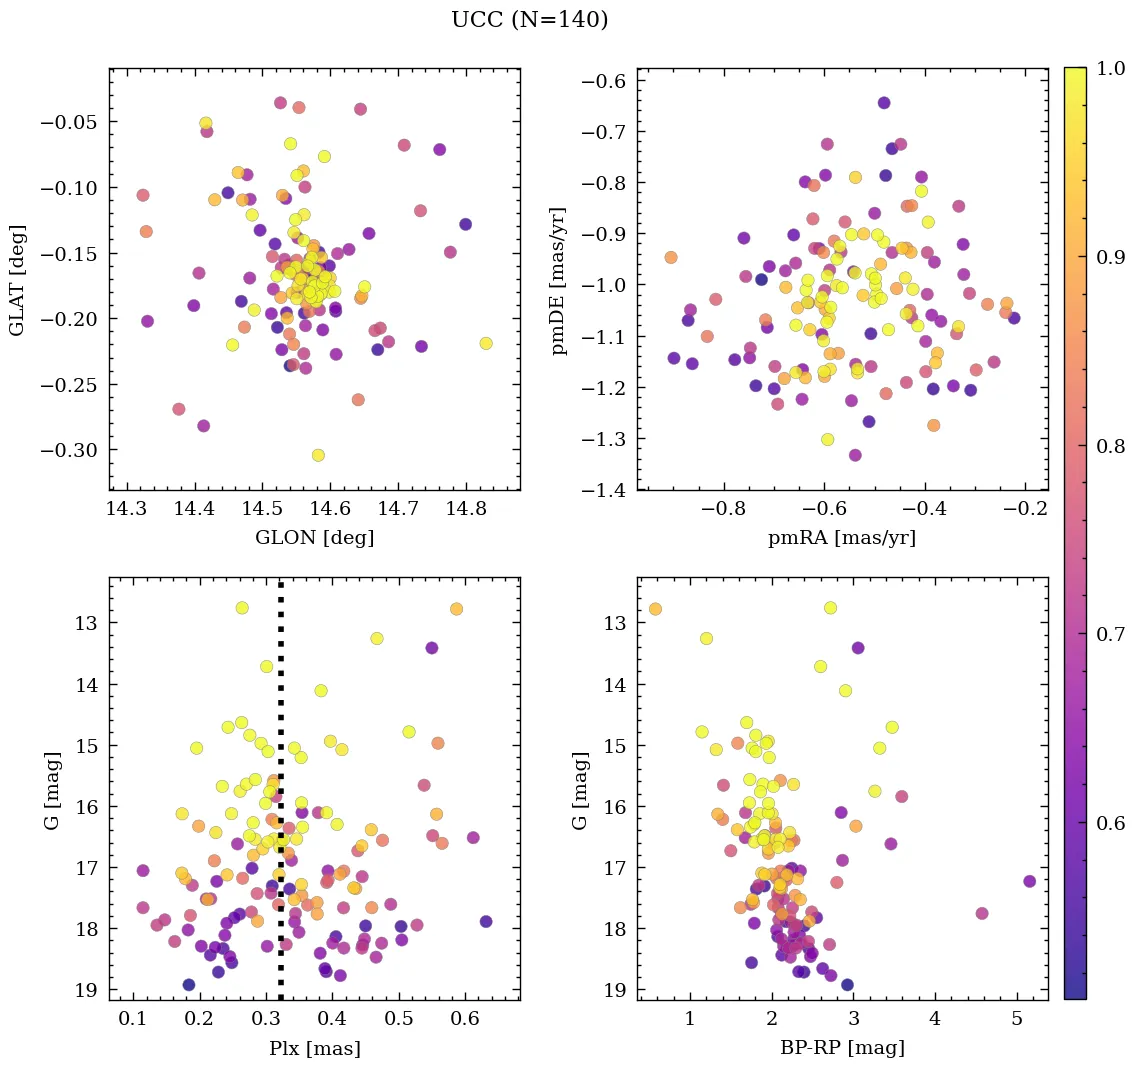 UCC (N=140)
−0.05
−0.10
−0.15
−0.20
−0.25
−0.30
GLAT [deg]
14.3 14.4 14.5 14.6 14.7 14.8
GLON [deg]
−0.6
−0.7
−0.8
−0.9
−1.0
−1.1
−1.2
−1.3
−1.4
pmDE [mas/yr]
−0.8 −0.6 −0.4 −0.2
pmRA [mas/yr]
1.0
0.9
0.8
0.7
0.6
13
14
15
16
17
18
19
G [mag]
0.1 0.2 0.3 0.4 0.5 0.6
Plx [mas]
13
14
15
16
17
18
19
G [mag]
1 2 3 4 5
BP-RP [mag]